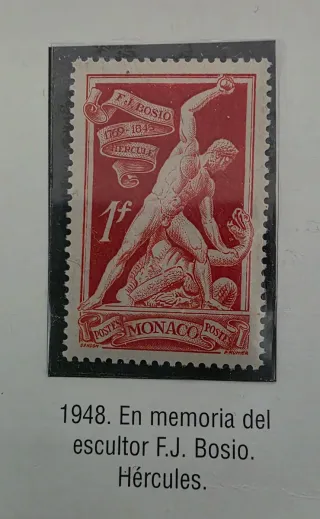 F.J. BOSIO
1769-1845
HERCULE
1f
POSTES MONACO POSTES
1948. En memoria del
escultor F.J. Bosio.
Hércules.